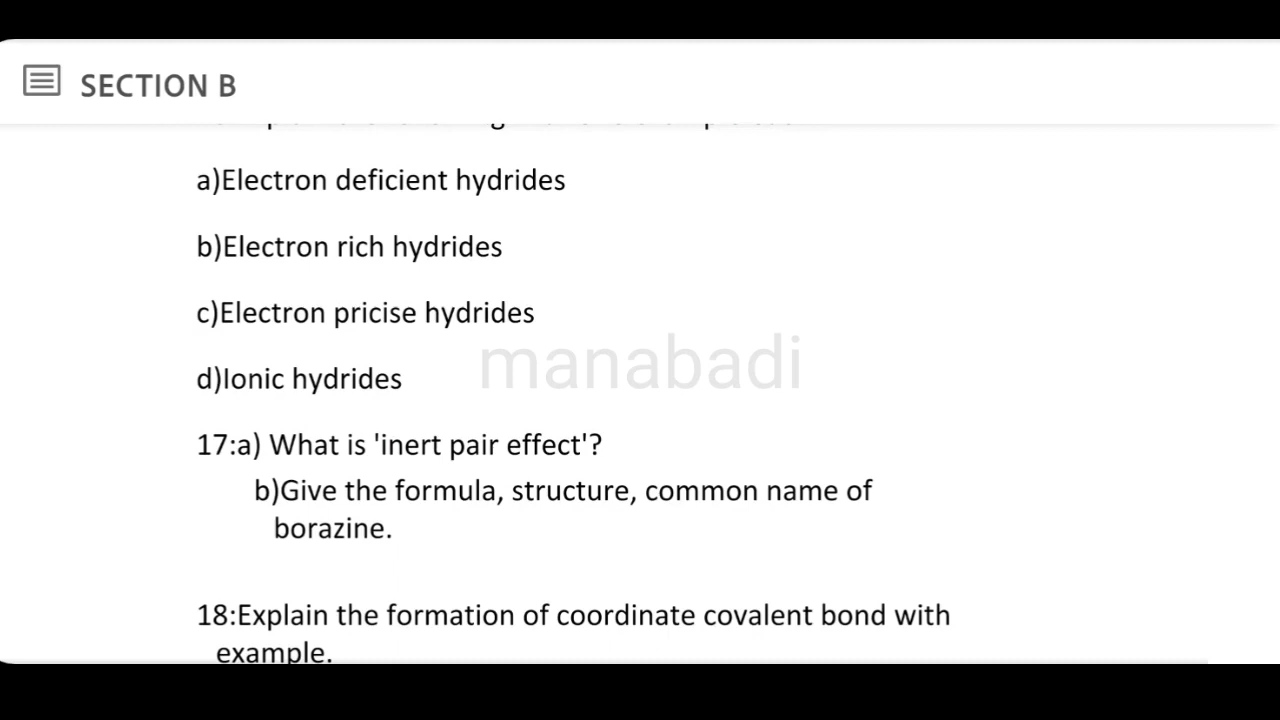 SECTION B
a)Electron deficient hydrides
b)Electron rich hydrides
c)Electron pricise hydrides
manabadi
d)Ionic hydrides
17:a) What is 'inert pair effect'?
b)Give the formula, structure, common name of
borazine.
18:Explain the formation of coordinate covalent bond with
example.